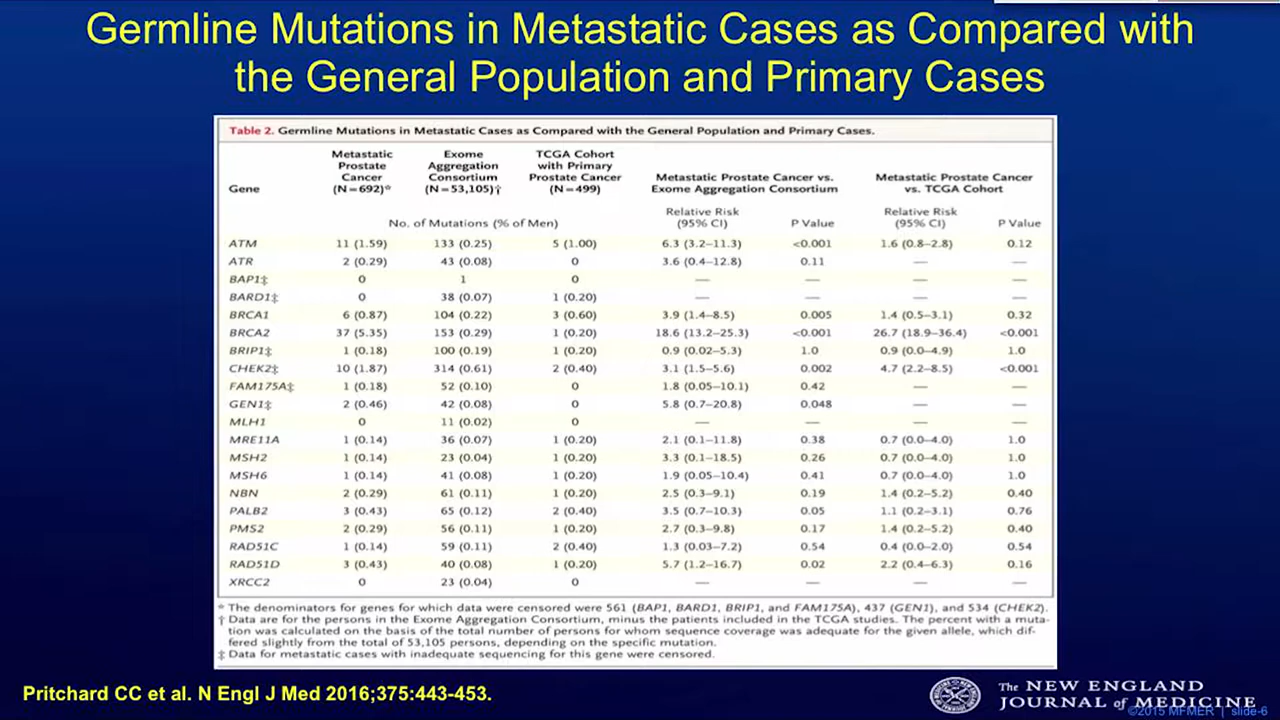 Germline Mutations in Metastatic Cases as Compared with
the General Population and Primary Cases
Table 2. Germline Mutations in Metastatic Cases as Compared with the General Population and Primary Cases.
Gene
Metastatic
Prostate
Cancer
(N=692)*
Exome
Aggregation
Consortium
(N=53,105)†
TCGA Cohort
with Primary
Prostate Cancer
(N=499)
Metastatic Prostate Cancer vs.
Exome Aggregation Consortium
Metastatic Prostate Cancer
vs. TCGA Cohort
No. of Mutations (% of Men)
Relative Risk
(95% CI)
P Value
Relative Risk
(95% CI)
P Value
ATM 11 (1.59) 133 (0.25) 5 (1.00) 6.3 (3.2–11.3) <0.001 1.6 (0.8–2.8) 0.12
ATR 2 (0.29) 43 (0.08) 0 3.6 (0.4–12.8) 0.11 — —
BAP1‡ 0 1 0 — — — —
BARD1‡ 0 38 (0.07) 1 (0.20) — — — —
BRCA1 6 (0.87) 104 (0.22) 3 (0.60) 3.9 (1.4–8.5) 0.005 1.4 (0.5–3.1) 0.32
BRCA2 37 (5.35) 153 (0.29) 1 (0.20) 18.6 (13.2–25.3) <0.001 26.7 (18.9–36.4) <0.001
BRIP1‡ 1 (0.18) 100 (0.19) 1 (0.20) 0.9 (0.02–5.3) 1.0 0.9 (0.0–4.9) 1.0
CHEK2‡ 10 (1.87) 314 (0.61) 2 (0.40) 3.1 (1.5–5.6) 0.002 4.7 (2.2–8.5) <0.001
FAM175A‡ 1 (0.18) 52 (0.10) 0 1.8 (0.05–10.1) 0.42 — —
GEN1‡ 2 (0.46) 42 (0.08) 0 5.8 (0.7–20.8) 0.048 — —
MLH1 0 11 (0.02) 0 — — — —
MRE11A 1 (0.14) 36 (0.07) 1 (0.20) 2.1 (0.1–11.8) 0.38 0.7 (0.0–4.0) 1.0
MSH2 1 (0.14) 23 (0.04) 1 (0.20) 3.3 (0.1–18.5) 0.26 0.7 (0.0–4.0) 1.0
MSH6 1 (0.14) 41 (0.08) 1 (0.20) 1.9 (0.05–10.4) 0.41 0.7 (0.0–4.0) 1.0
NBN 2 (0.29) 61 (0.11) 1 (0.20) 2.5 (0.3–9.1) 0.19 1.4 (0.2–5.2) 0.40
PALB2 3 (0.43) 65 (0.12) 2 (0.40) 3.5 (0.7–10.3) 0.05 1.1 (0.2–3.1) 0.76
PMS2 2 (0.29) 56 (0.11) 1 (0.20) 2.7 (0.3–9.8) 0.17 1.4 (0.2–5.2) 0.40
RAD51C 1 (0.14) 59 (0.11) 2 (0.40) 1.3 (0.03–7.2) 0.54 0.4 (0.0–2.0) 0.54
RAD51D 3 (0.43) 40 (0.08) 1 (0.20) 5.7 (1.2–16.7) 0.02 2.2 (0.4–6.3) 0.16
XRCC2 0 23 (0.04) 0 — — — —
* The denominators for genes for which data were censored were 561 (BAP1, BARD1, BRIP1, and FAM175A), 437 (GEN1), and 534 (CHEK2).
† Data are for the persons in the Exome Aggregation Consortium, minus the patients included in the TCGA studies. The percent with a muta-
tion was calculated on the basis of the total number of persons for whom sequence coverage was adequate for the given allele, which dif-
fered slightly from the total of 53,105 persons, depending on the specific mutation.
‡ Data for metastatic cases with inadequate sequencing for this gene were censored.
Pritchard CC et al. N Engl J Med 2016;375:443-453.
The NEW ENGLAND
JOURNAL of MEDICINE
©2015 MFMER | slide-6